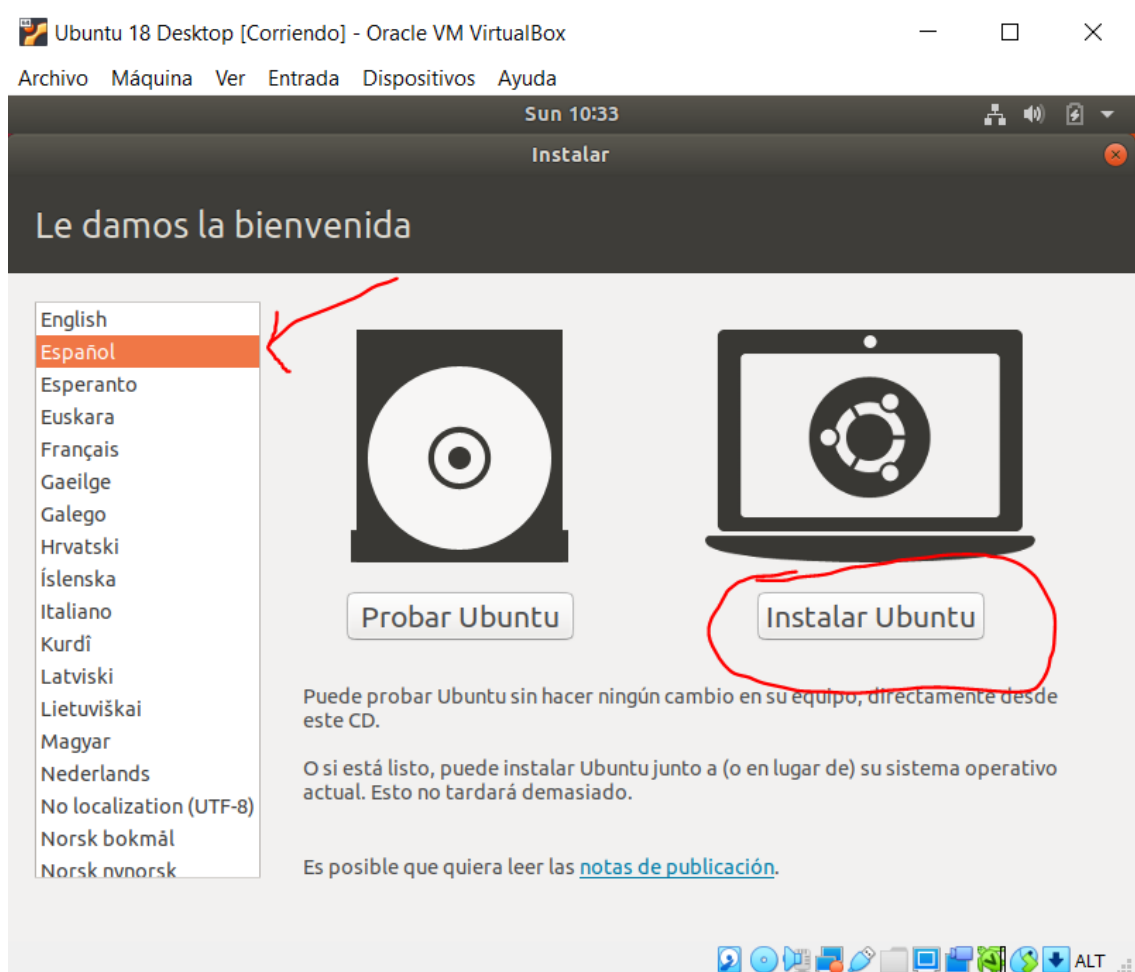 Ubuntu 18 Desktop [Corriendo] - Oracle VM VirtualBox
Archivo Máquina Ver Entrada Dispositivos Ayuda
Sun 10:33
Instalar
Le damos la bienvenida
English
Español
Esperanto
Euskara
Français
Gaeilge
Galego
Hrvatski
Íslenska
Italiano
Kurdî
Latviski
Lietuviškai
Magyar
Nederlands
No localization (UTF-8)
Norsk bokmål
Norsk nynorsk
Probar Ubuntu
Instalar Ubuntu
Puede probar Ubuntu sin hacer ningún cambio en su equipo, directamente desde
este CD.
O si está listo, puede instalar Ubuntu junto a (o en lugar de) su sistema operativo
actual. Esto no tardará demasiado.
Es posible que quiera leer las notas de publicación.
ALT